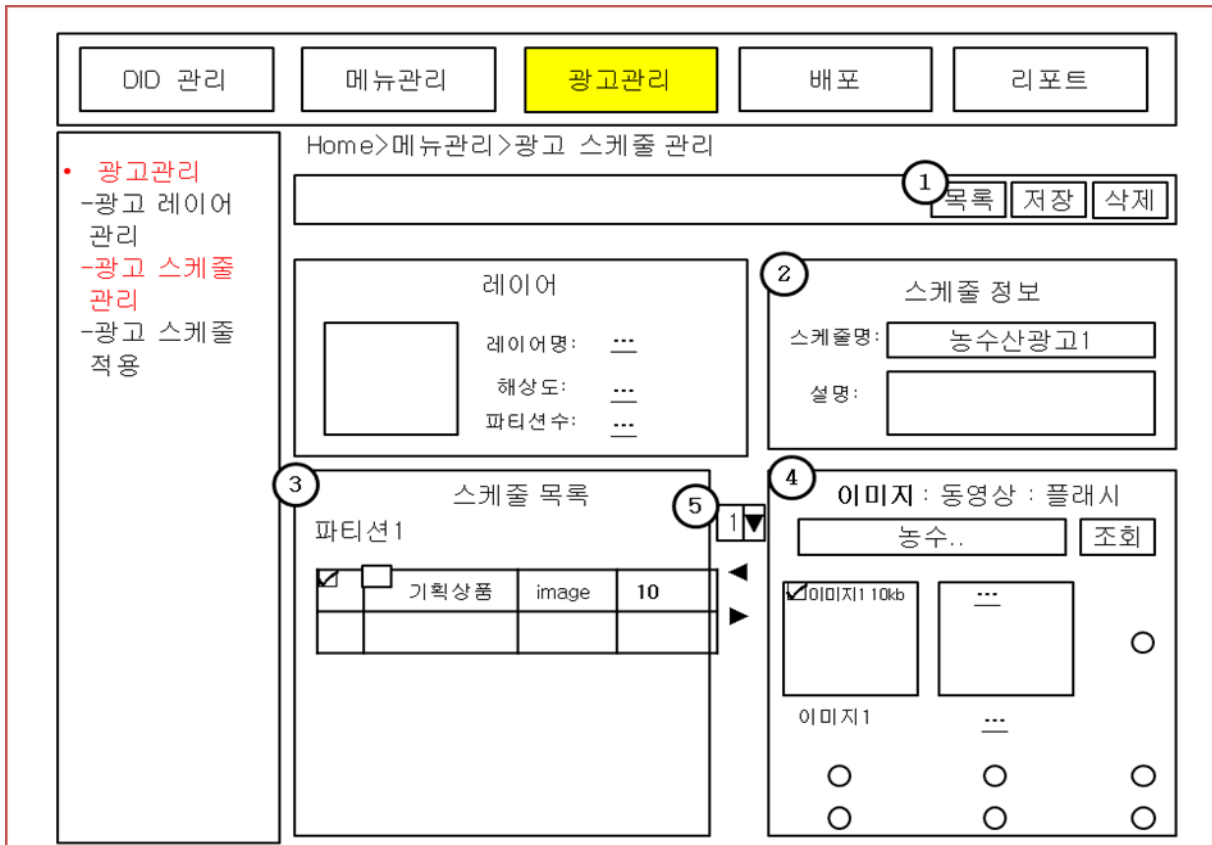 DID 관리
메뉴관리
광고관리
배포
리포트
• 광고관리
-광고 레이어
관리
-광고 스케줄
관리
-광고 스케줄
적용
Home>메뉴관리>광고 스케줄 관리
1
목록
저장
삭제
레이어
레이어명: ...
해상도: ...
파티션수: ...
2
스케줄 정보
스케줄명: 농수산광고1
설명:
3
스케줄 목록
파티션1
기획상품 image 10
5
1▼
◀
▶
4
이미지 : 동영상 : 플래시
농수..
조회
이미지1 10kb
...
이미지1
...